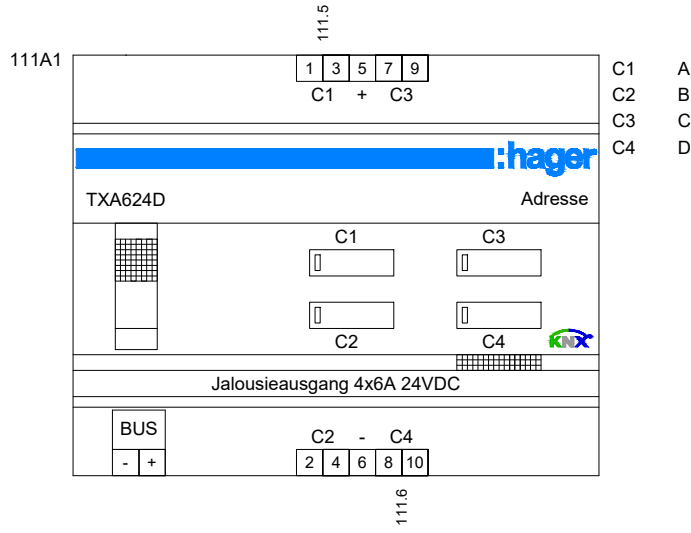 111.5
111A1
1 3 5 7 9
C1 + C3
C1 A
C2 B
C3 C
C4 D
:hager
TXA624D Adresse
C1 C3
C2 C4
KNX
Jalousieausgang 4x6A 24VDC
BUS
- +
C2 - C4
2 4 6 8 10
111.6